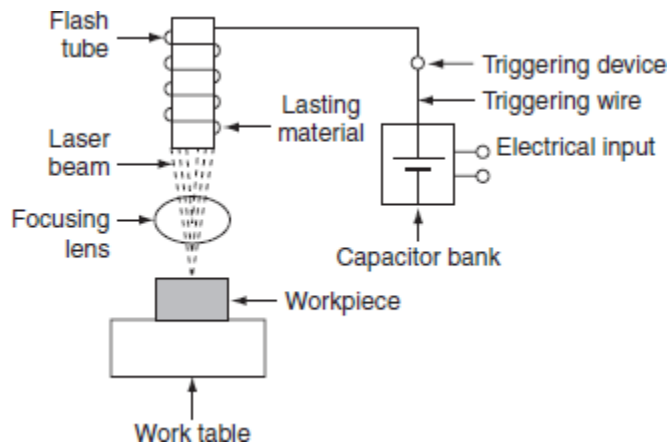 Flash
tube
Triggering device
Triggering wire
Lasting
material
Laser
beam
Electrical input
Focusing
lens
Capacitor bank
Workpiece
Work table